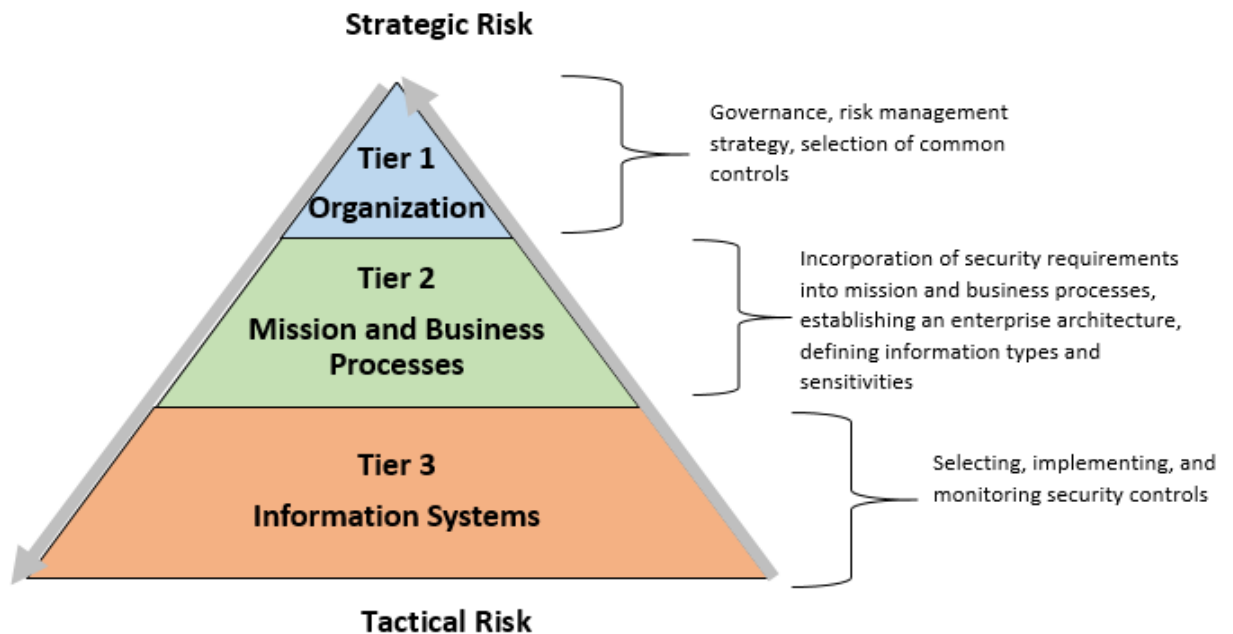 Strategic Risk
Tier 1
Organization
Governance, risk management
strategy, selection of common
controls
Tier 2
Mission and Business
Processes
Incorporation of security requirements
into mission and business processes,
establishing an enterprise architecture,
defining information types and
sensitivities
Tier 3
Information Systems
Selecting, implementing, and
monitoring security controls
Tactical Risk